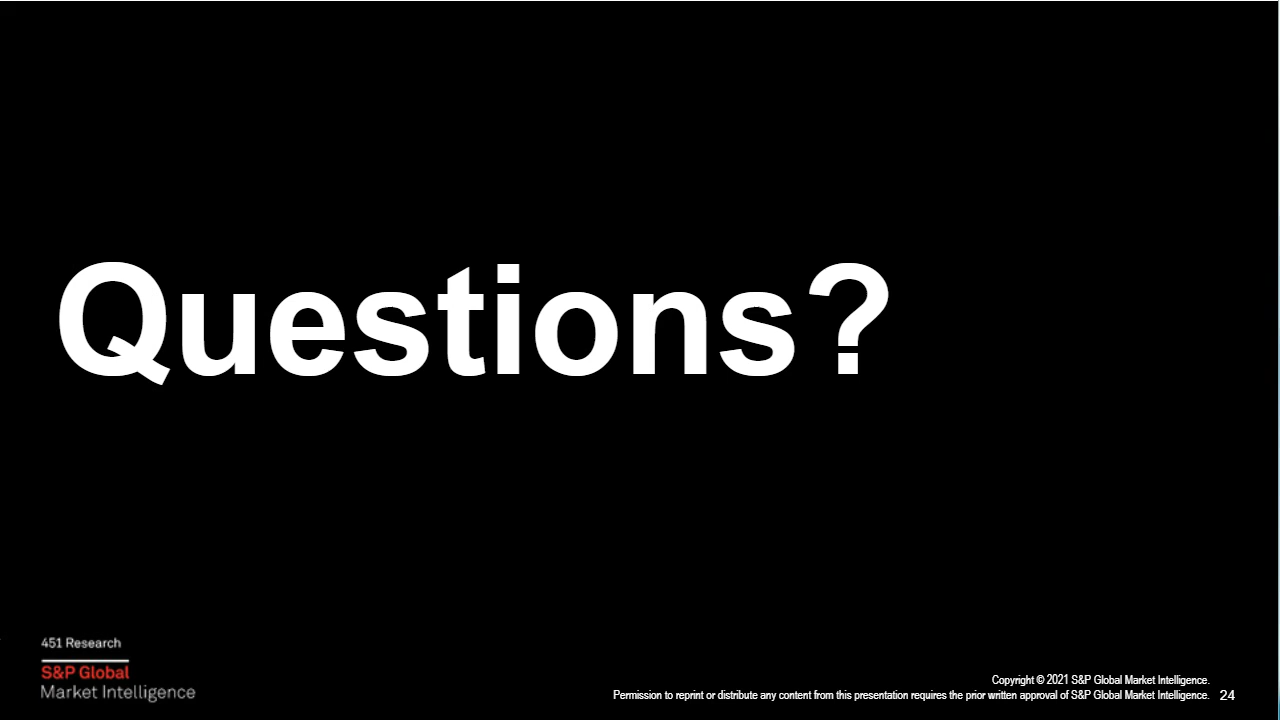 Questions?
451 Research
S&P Global
Market Intelligence
Copyright © 2021 S&P Global Market Intelligence.
Permission to reprint or distribute any content from this presentation requires the prior written approval of S&P Global Market Intelligence.
24